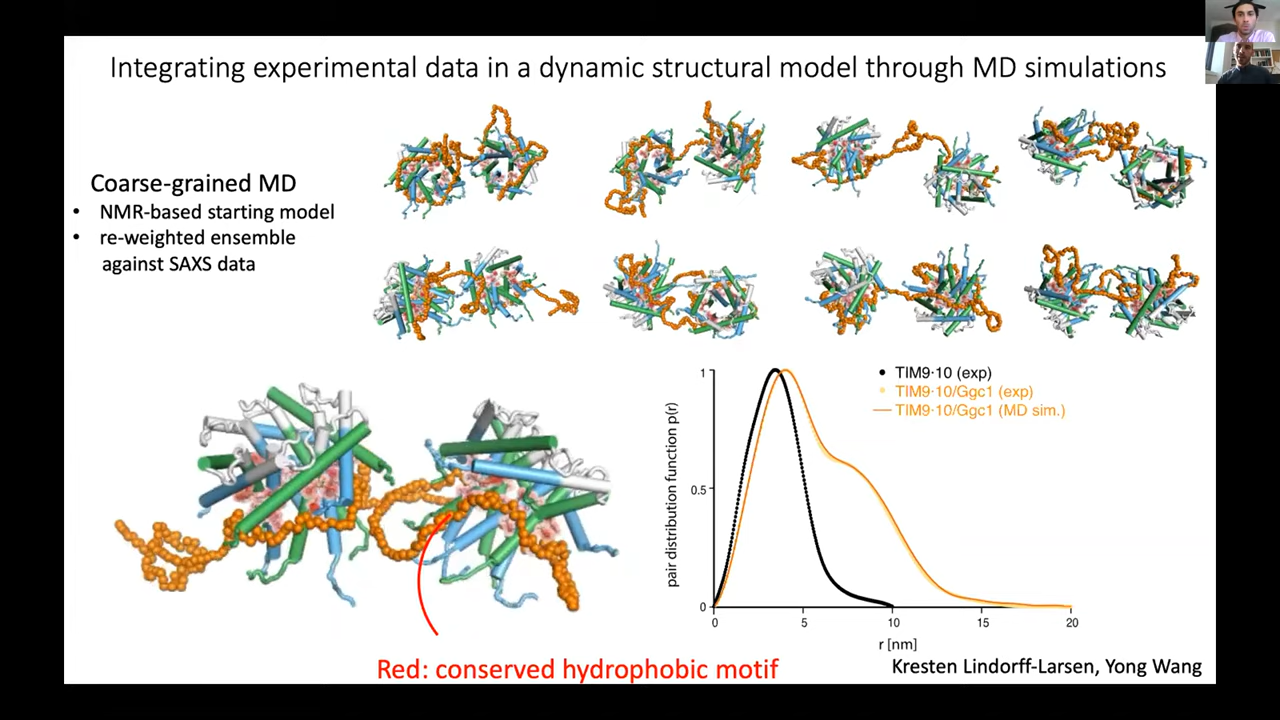 Integrating experimental data in a dynamic structural model through MD simulations
Coarse-grained MD
• NMR-based starting model
• re-weighted ensemble
against SAXS data
Red: conserved hydrophobic motif
pair distribution function p(r)
1
0.5
0
0
5
10
15
20
r [nm]
TIM9·10 (exp)
TIM9·10/Ggc1 (exp)
TIM9·10/Ggc1 (MD sim.)
Kresten Lindorff-Larsen, Yong Wang